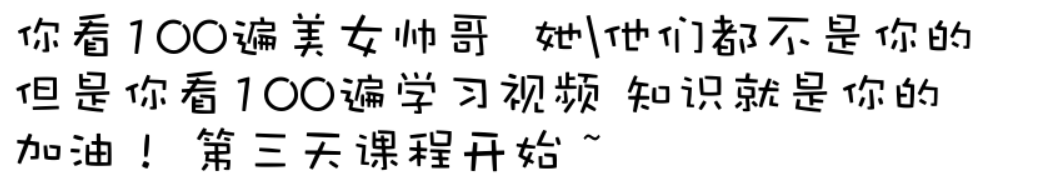 你看100遍美女帅哥 她\他们都不是你的
但是你看100遍学习视频 知识就是你的
加油！ 第三天课程开始~